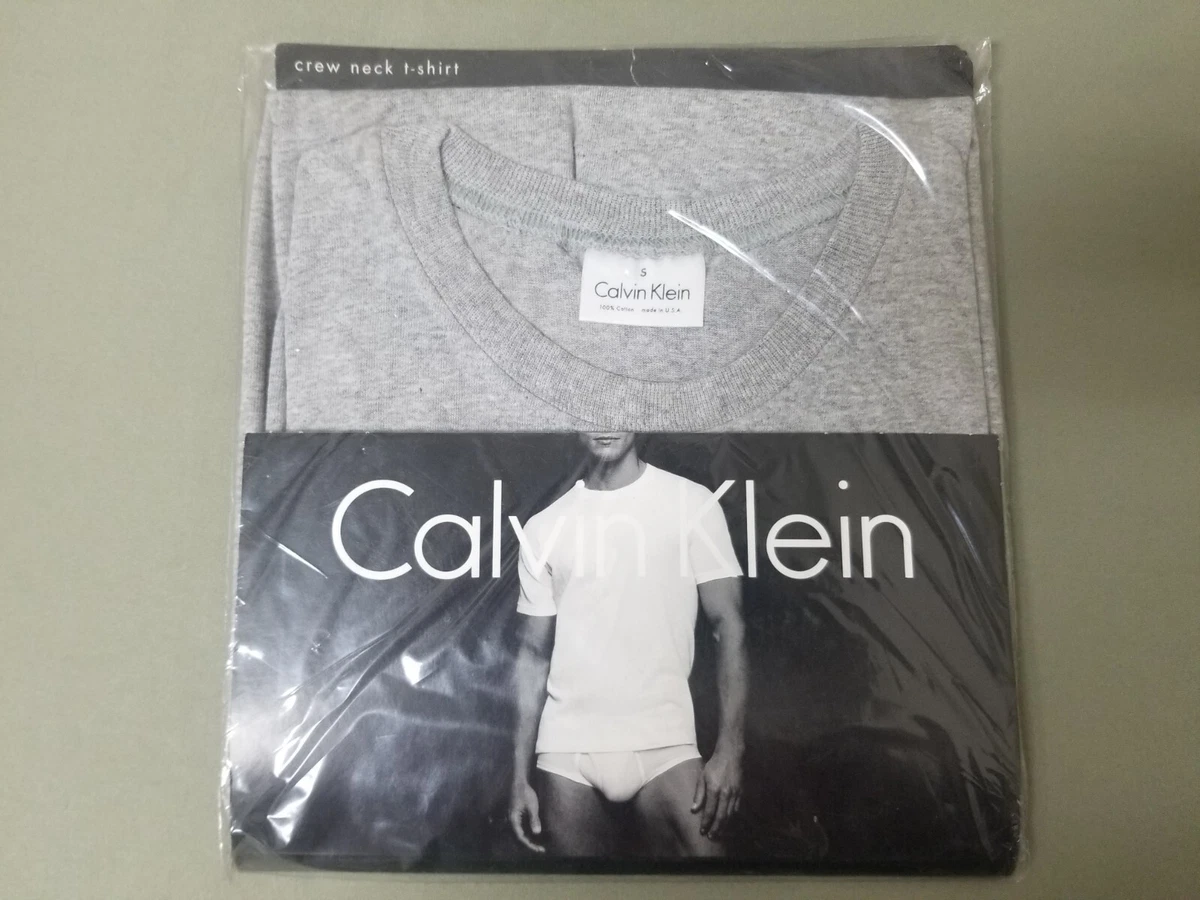 crew neck t-shirt
S
Calvin Klein
100% Cotton made in U.S.A.
Calvin Klein